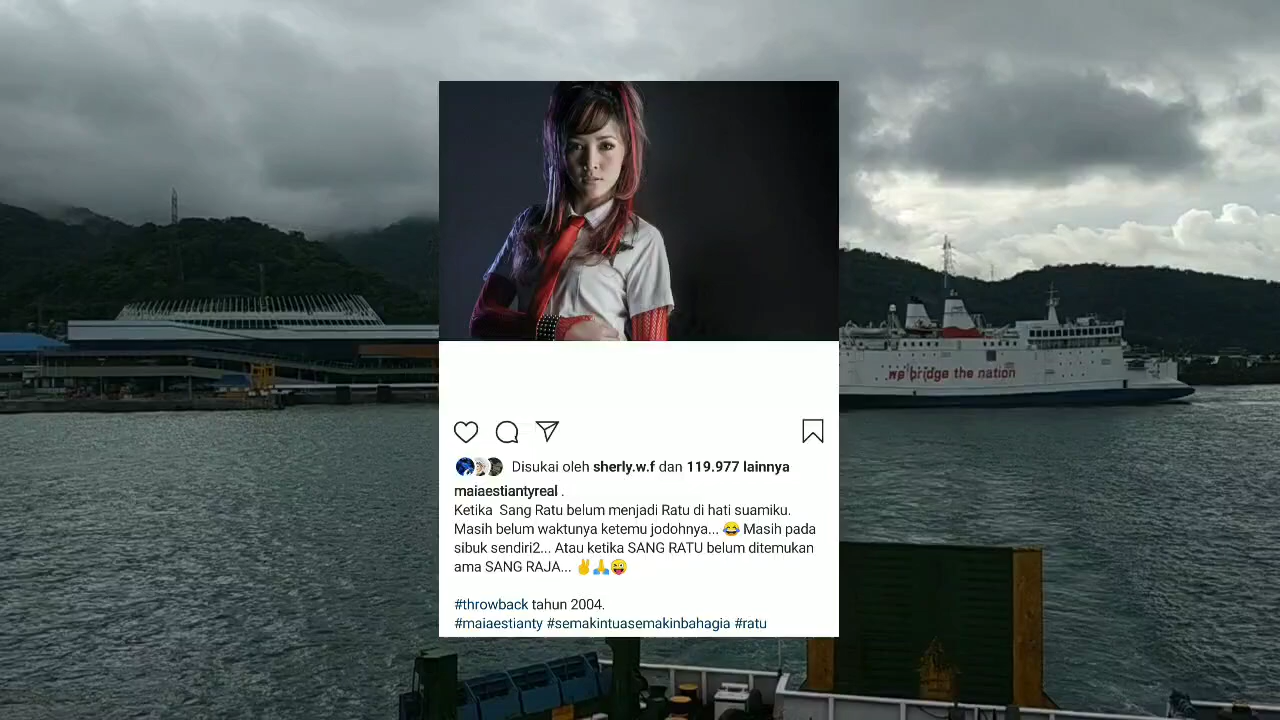 we bridge the nation
Disukai oleh sherly.w.f dan 119.977 lainnya
maiaestiantyreal .
Ketika Sang Ratu belum menjadi Ratu di hati suamiku.
Masih belum waktunya ketemu jodohnya... 😂 Masih pada
sibuk sendiri2... Atau ketika SANG RATU belum ditemukan
ama SANG RAJA... ✌️🙏😜
#throwback tahun 2004.
#maiaestianty #semakintuasemakinbahagia #ratu